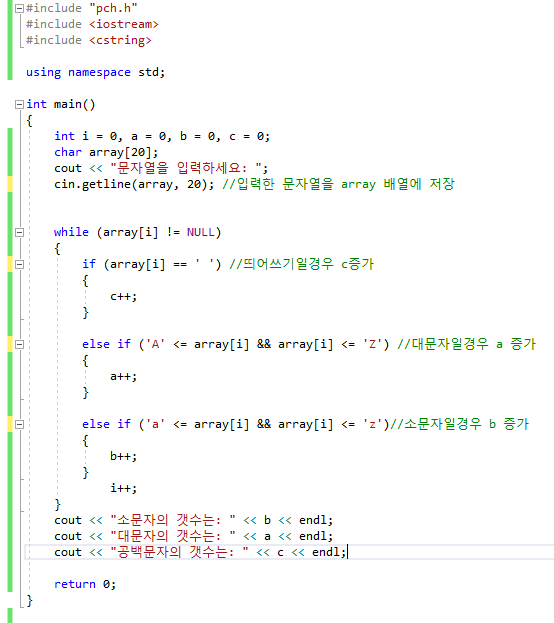 #include "pch.h"
#include <iostream>
#include <cstring>
using namespace std;
int main()
{
int i = 0, a = 0, b = 0, c = 0;
char array[20];
cout << "문자열을 입력하세요: ";
cin.getline(array, 20); //입력한 문자열을 array 배열에 저장
while (array[i] != NULL)
{
if (array[i] == ' ') //띄어쓰기일경우 c증가
{
c++;
}
else if ('A' <= array[i] && array[i] <= 'Z') //대문자일경우 a 증가
{
a++;
}
else if ('a' <= array[i] && array[i] <= 'z')//소문자일경우 b 증가
{
b++;
}
i++;
}
cout << "소문자의 갯수는: " << b << endl;
cout << "대문자의 갯수는: " << a << endl;
cout << "공백문자의 갯수는: " << c << endl;
return 0;
}